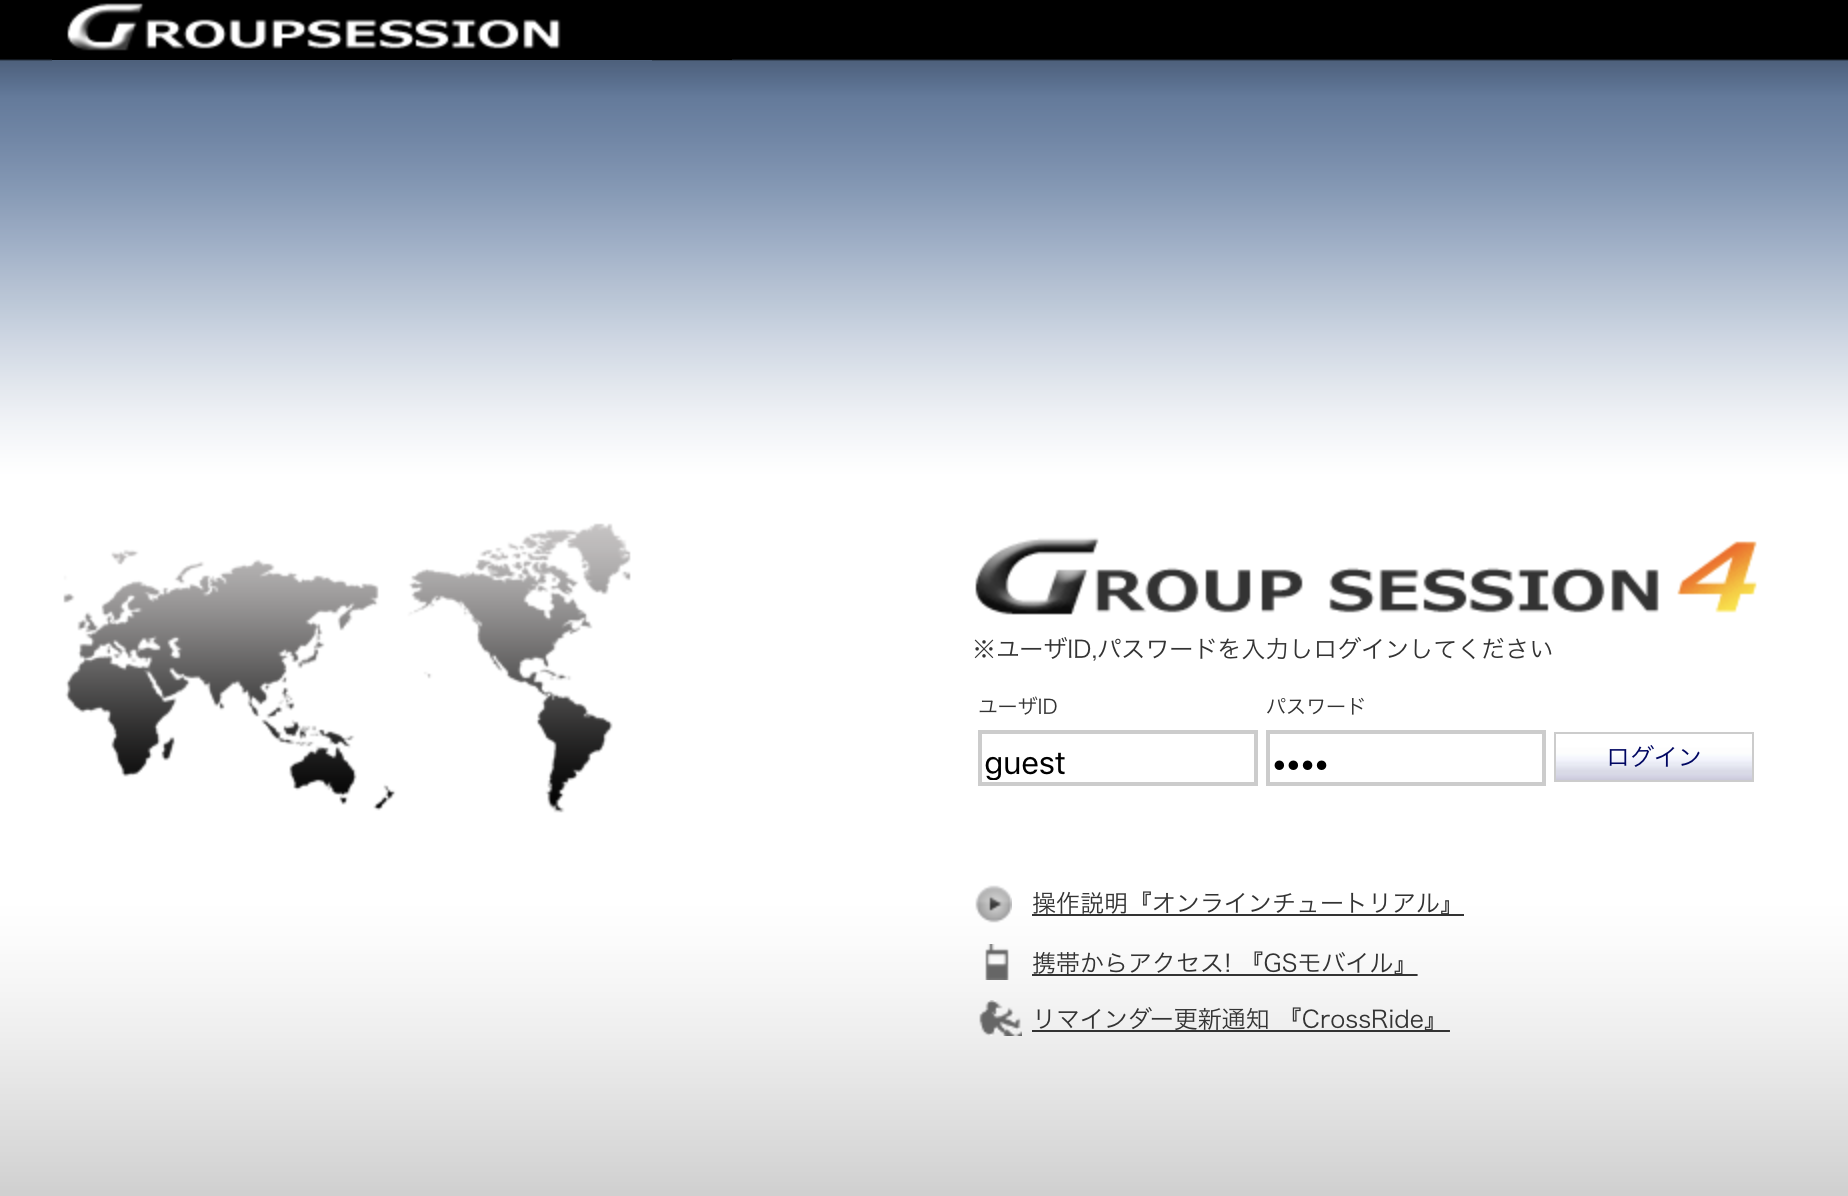 GROUPSESSION
GROUP SESSION 4
※ユーザID,パスワードを入力しログインしてください
ユーザID
パスワード
guest
••••
ログイン
操作説明『オンラインチュートリアル』
携帯からアクセス! 『GSモバイル』
リマインダー更新通知 『CrossRide』